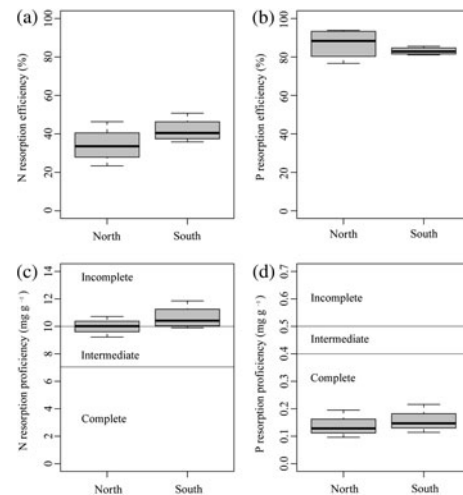 (a)
N resorption efficiency (%)
0 20 40 60 80 100
North South
(b)
P resorption efficiency (%)
0 20 40 60 80 100
North South
(c)
N resorption proficiency (mg g⁻¹)
0 2 4 6 8 10 12 14
Incomplete
Intermediate
Complete
North South
(d)
P resorption proficiency (mg g⁻¹)
0.0 0.1 0.2 0.3 0.4 0.5 0.6 0.7
Incomplete
Intermediate
Complete
North South